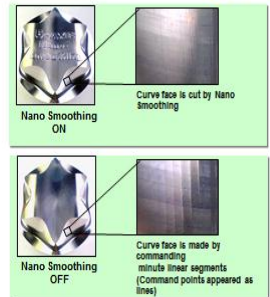 Curve face is cut by Nano
Smoothing
Nano Smoothing
ON
Curve face is made by
commanding
minute linear segments
(Command points appeared as
lines)
Nano Smoothing
OFF